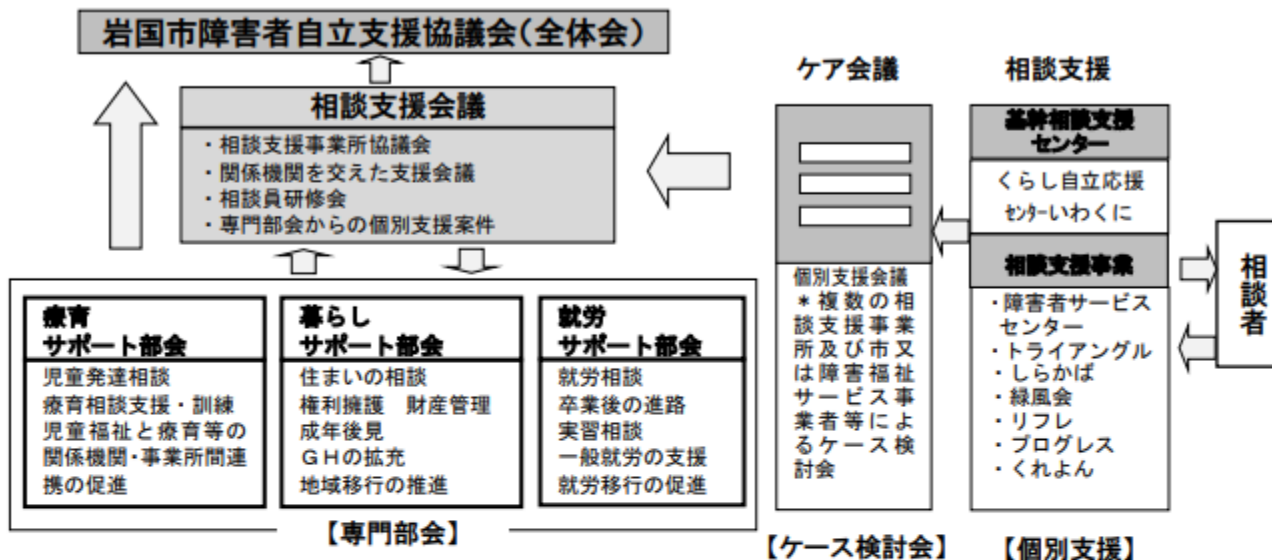 岩国市障害者自立支援協議会(全体会)
相談支援会議
・相談支援事業所協議会
・関係機関を交えた支援会議
・相談員研修会
・専門部会からの個別支援案件
療育
サポート部会
児童発達相談
療育相談支援・訓練
児童福祉と療育等の
関係機関・事業所間連
携の促進
暮らし
サポート部会
住まいの相談
権利擁護 財産管理
成年後見
GHの拡充
地域移行の推進
就労
サポート部会
就労相談
卒業後の進路
実習相談
一般就労の支援
就労移行の促進
【専門部会】
ケア会議
個別支援会議
*複数の相
談支援事業
所及び市又
は障害福祉
サービス事
業者等によ
るケース検
討会
【ケース検討会】
相談支援
基幹相談支援
センター
くらし自立応援
センターいわくに
相談支援事業
・障害者サービス
センター
・トライアングル
・しらかば
・緑風会
・リフレ
・プログレス
・くれよん
【個別支援】
相談者